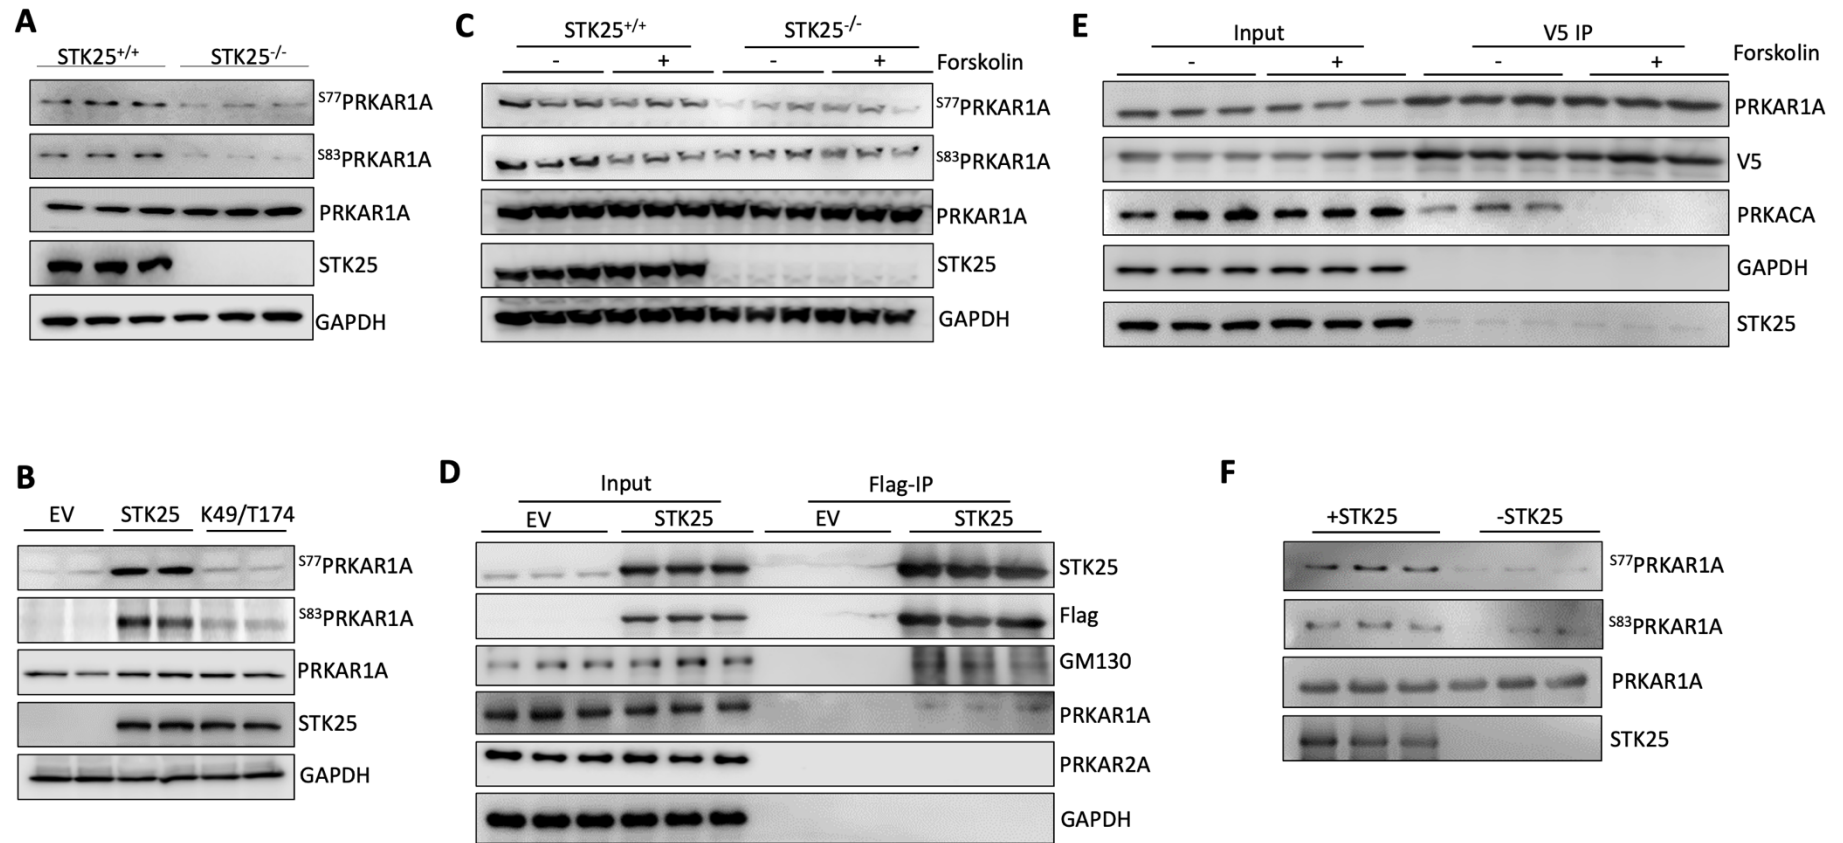 A
STK25+/+ STK25-/-
S77PRKAR1A
S83PRKAR1A
PRKAR1A
STK25
GAPDH
C
STK25+/+ STK25-/-
- + - + Forskolin
S77PRKAR1A
S83PRKAR1A
PRKAR1A
STK25
GAPDH
E
Input V5 IP
- + - + Forskolin
PRKAR1A
V5
PRKACA
GAPDH
STK25
B
EV STK25 K49/T174
S77PRKAR1A
S83PRKAR1A
PRKAR1A
STK25
GAPDH
D
Input Flag-IP
EV STK25 EV STK25
STK25
Flag
GM130
PRKAR1A
PRKAR2A
GAPDH
F
+STK25 -STK25
S77PRKAR1A
S83PRKAR1A
PRKAR1A
STK25